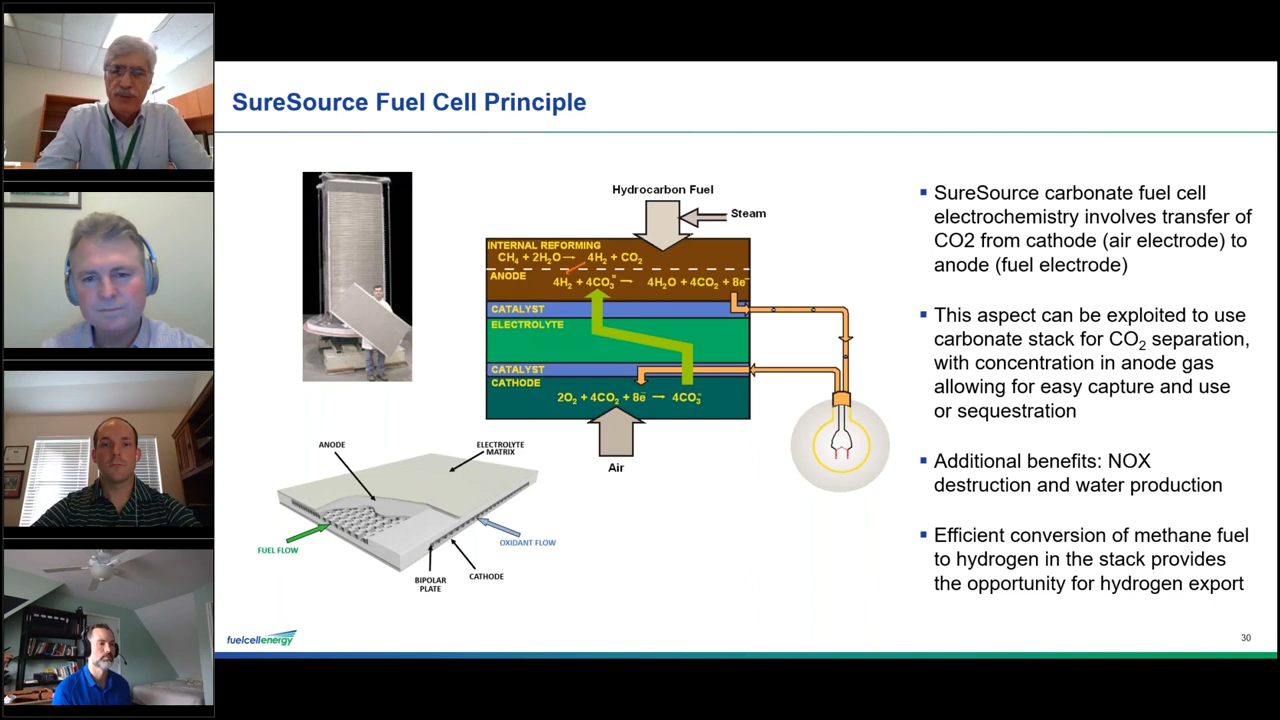 SureSource Fuel Cell Principle
Hydrocarbon Fuel
Steam
INTERNAL REFORMING
CH₄ + 2H₂O → 4H₂ + CO₂
ANODE
4H₂ + 4CO₃⁼ → 4H₂O + 4CO₂ + 8e⁻
CATALYST
ELECTROLYTE
CATALYST
CATHODE
2O₂ + 4CO₂ + 8e⁻ → 4CO₃⁼
Air
ANODE
ELECTROLYTE
MATRIX
FUEL FLOW
OXIDANT FLOW
BIPOLAR
PLATE
CATHODE
▪ SureSource carbonate fuel cell
electrochemistry involves transfer of
CO2 from cathode (air electrode) to
anode (fuel electrode)
▪ This aspect can be exploited to use
carbonate stack for CO₂ separation,
with concentration in anode gas
allowing for easy capture and use
or sequestration
▪ Additional benefits: NOX
destruction and water production
▪ Efficient conversion of methane fuel
to hydrogen in the stack provides
the opportunity for hydrogen export
fuelcellenergy
30